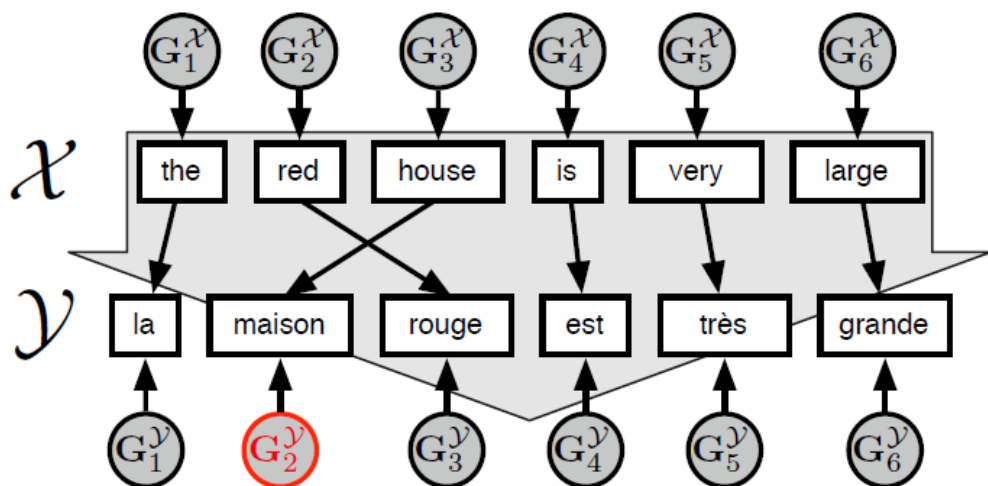 G₁^𝒳 G₂^𝒳 G₃^𝒳 G₄^𝒳 G₅^𝒳 G₆^𝒳
𝒳 the red house is very large
𝒴 la maison rouge est très grande
G₁^𝒴 G₂^𝒴 G₃^𝒴 G₄^𝒴 G₅^𝒴 G₆^𝒴